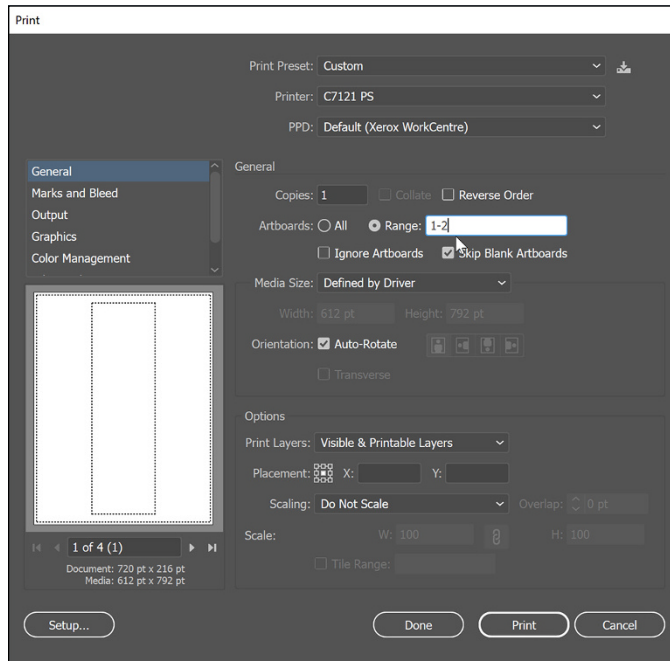 Print
Print Preset: Custom
Printer: C7121 PS
PPD: Default (Xerox WorkCentre)
General
Marks and Bleed
Output
Graphics
Color Management
General
Copies: 1 Collate Reverse Order
Artboards: All Range: 1-2
Ignore Artboards Skip Blank Artboards
Media Size: Defined by Driver
Width: 612 pt Height: 792 pt
Orientation: Auto-Rotate
Transverse
Options
Print Layers: Visible & Printable Layers
Placement: X: Y:
Scaling: Do Not Scale Overlap: 0 pt
Scale: W: 100 H: 100
Tile Range:
1 of 4 (1)
Document: 720 pt x 216 pt
Media: 612 pt x 792 pt
Setup... Done Print Cancel